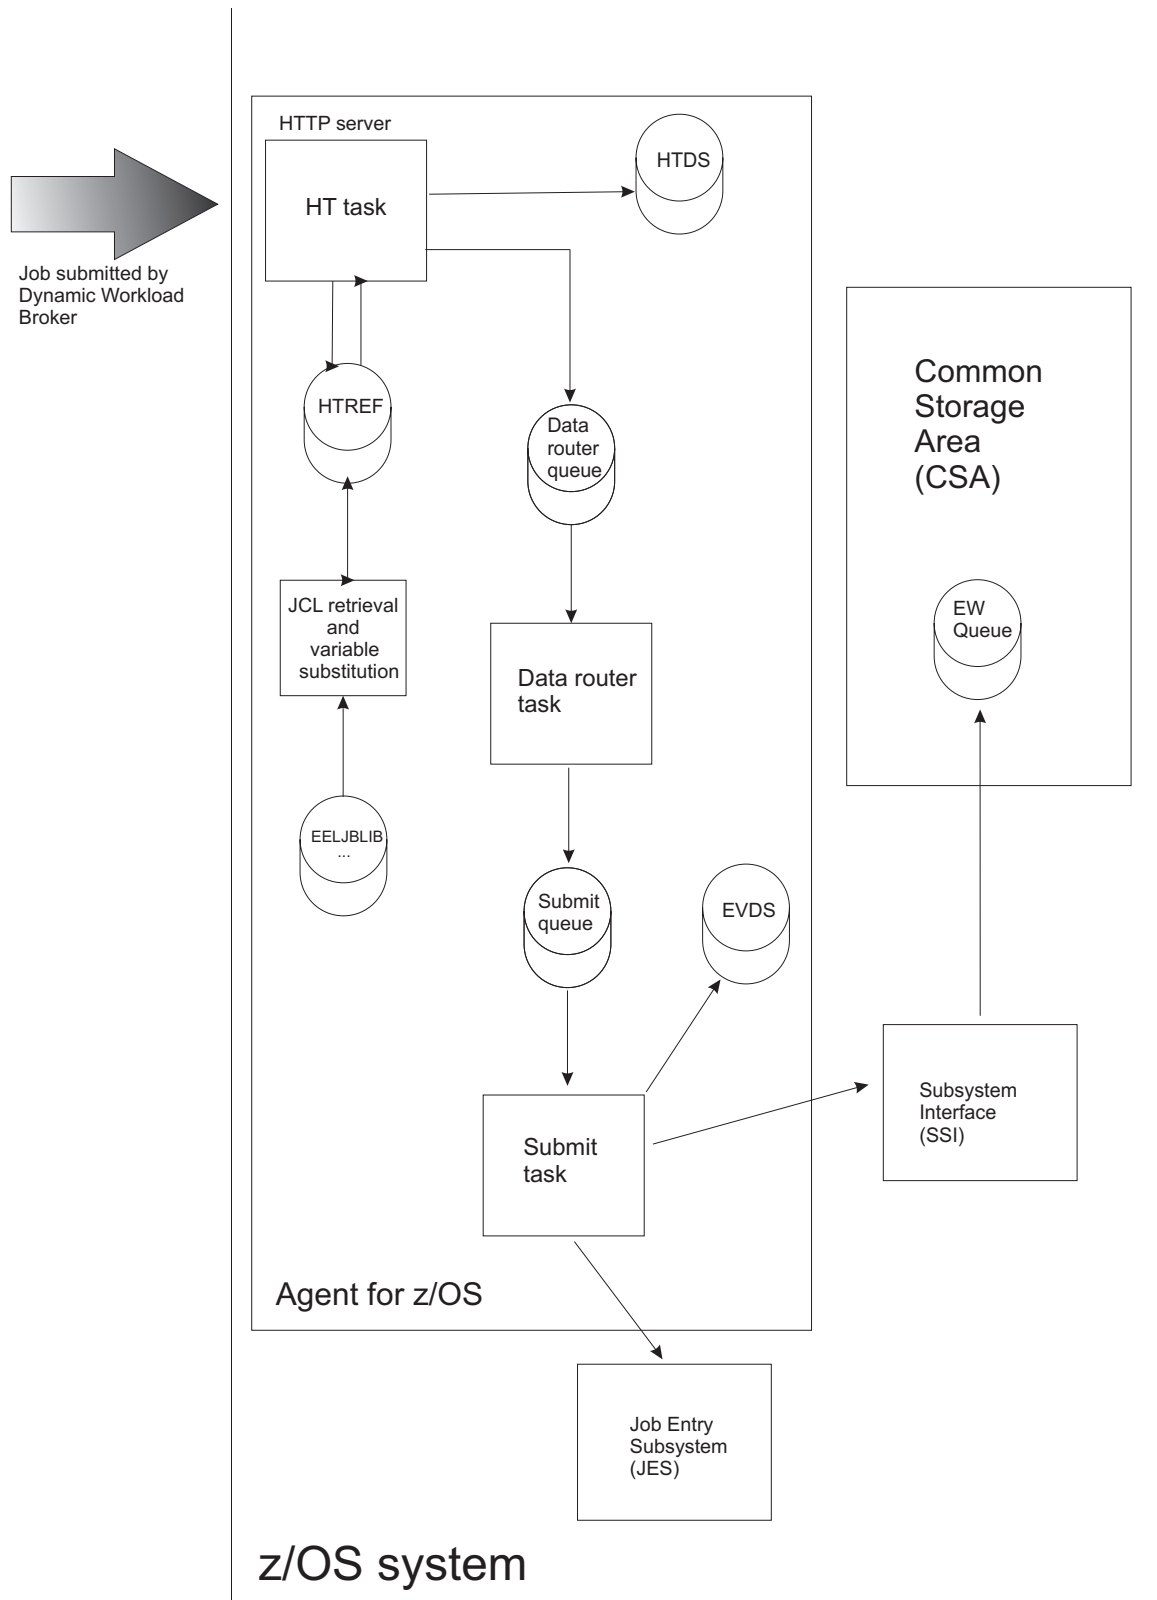 HTTP server
HT task
HTDS
Job submitted by
Dynamic Workload
Broker
HTREF
Data
router
queue
Common
Storage
Area
(CSA)
JCL retrieval
and
variable
substitution
EW
Queue
Data router
task
EELJBLIB
...
Submit
queue
EVDS
Subsystem
Interface
(SSI)
Submit
task
Agent for z/OS
Job Entry
Subsystem
(JES)
z/OS system